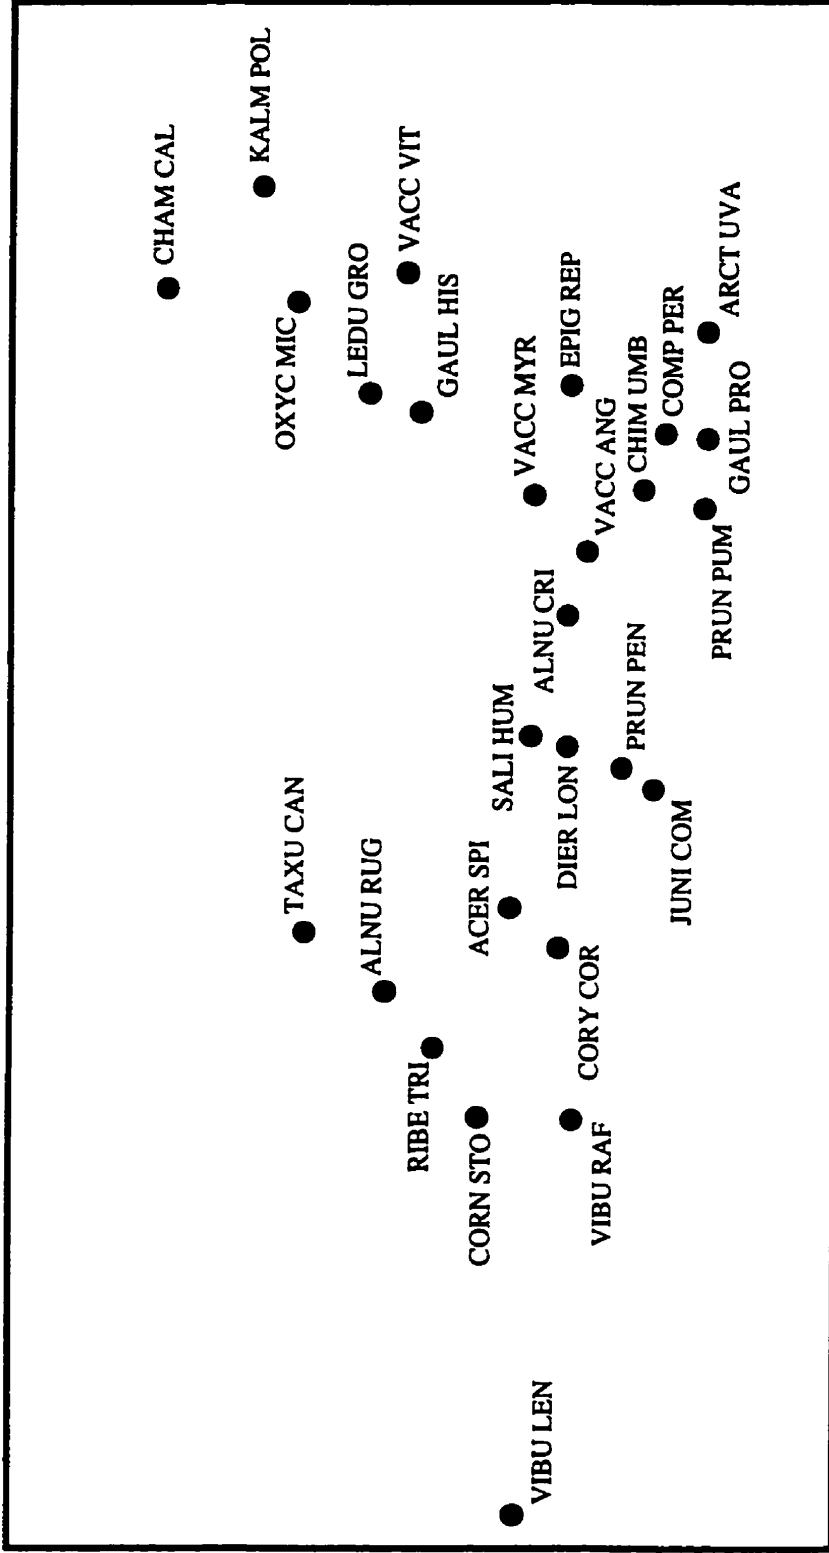 CHAM CAL
KALM POL
OXYC MIC
LEDU GRO
VACC VIT
GAUL HIS
TAXU CAN
ALNU RUG
RIBE TRI
CORN STO
ACER SPI
SALI HUM
VACC MYR
VIBU LEN
CORY COR
VIBU RAF
DIER LON
ALNU CRI
EPIG REP
VACC ANG
PRUN PEN
CHIM UMB
COMP PER
JUNI COM
PRUN PUM
GAUL PRO
ARCT UVA